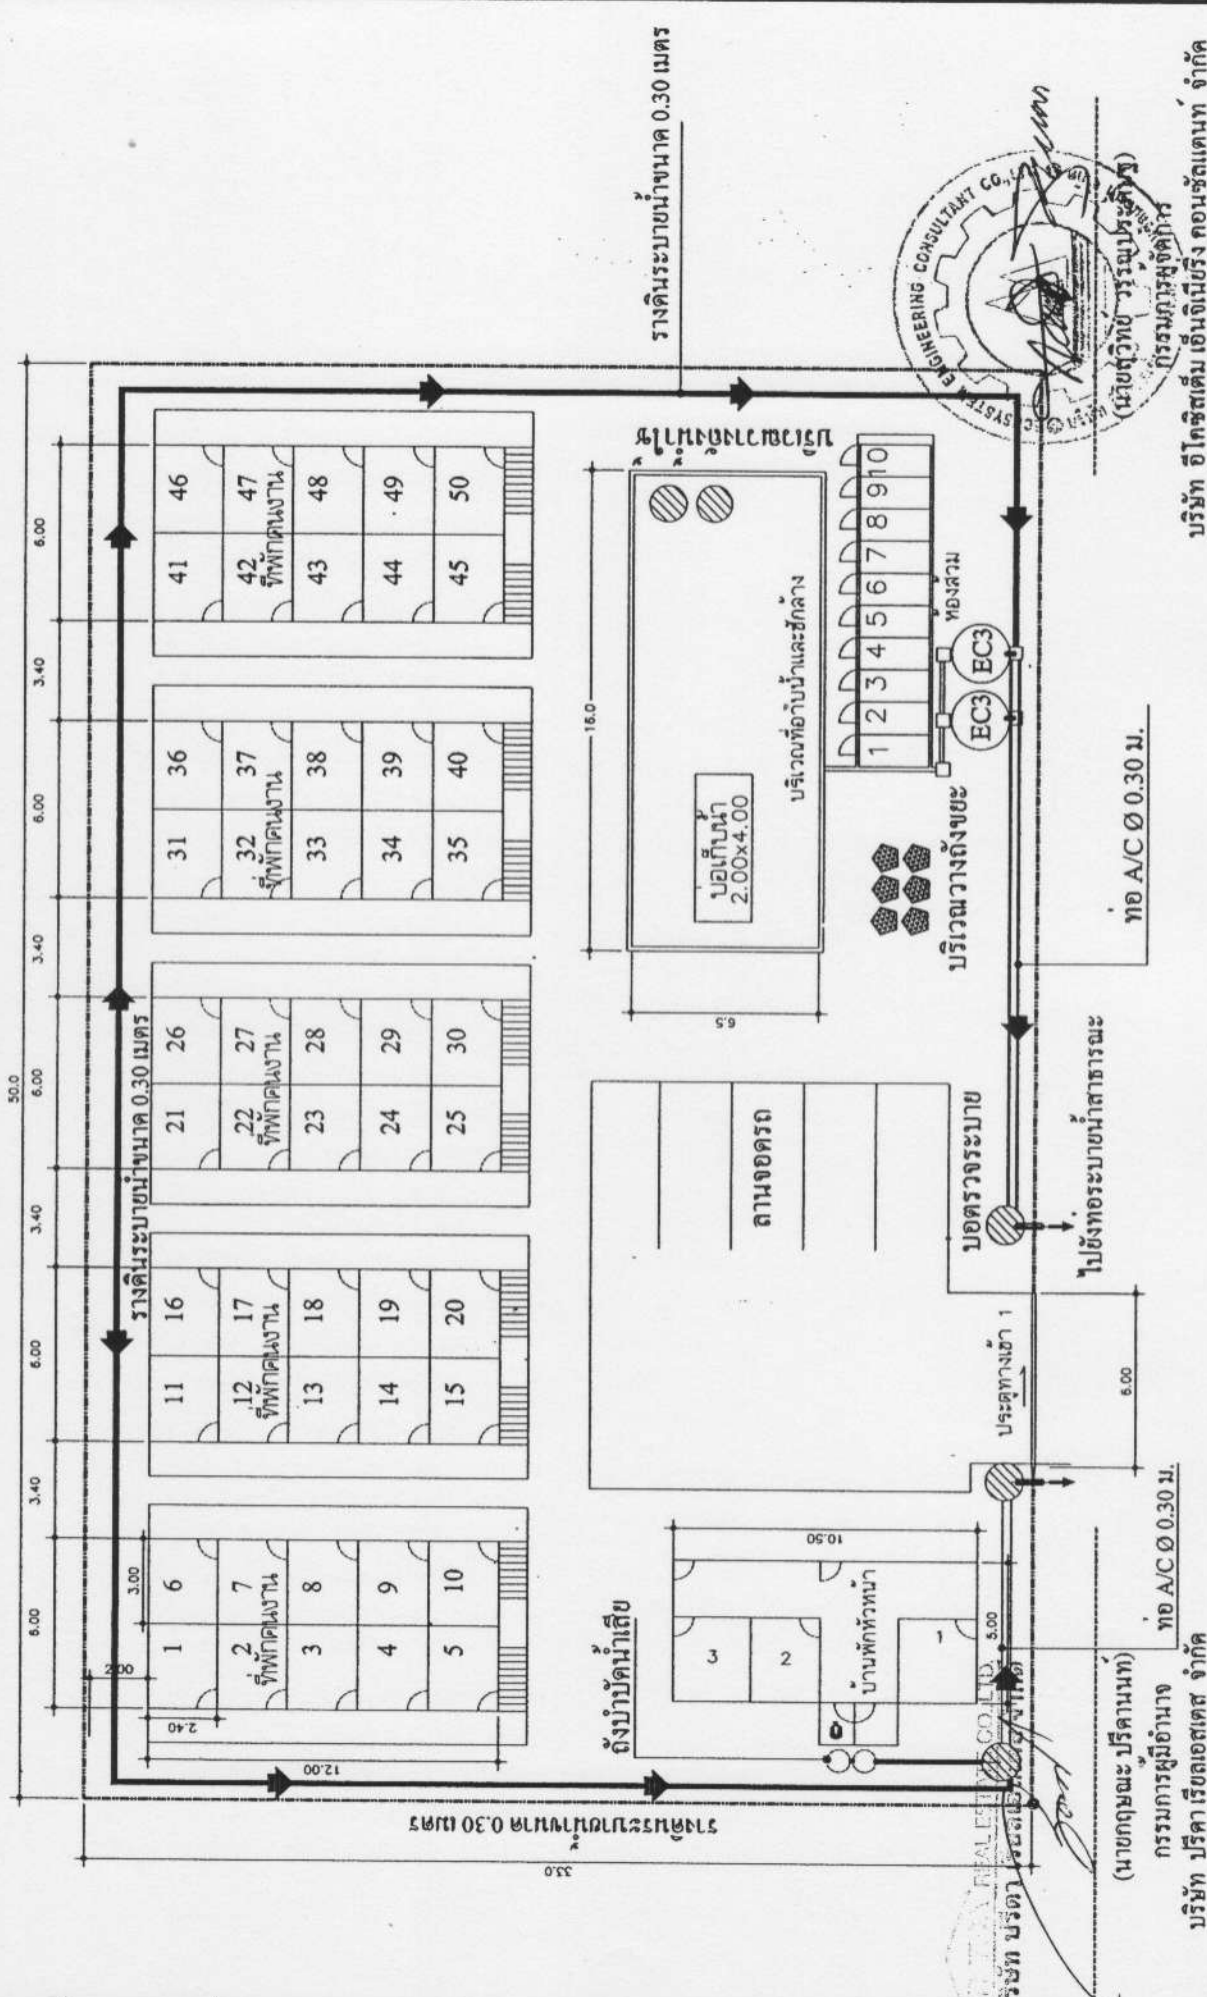 50.0
6.00
3.40
6.00
3.40
6.00
3.40
6.00
3.40
6.00
3.00
2.00
2.40
12.00
33.0
รางดินระบายน้ำขนาด 0.30 เมตร
รางดินระบายน้ำขนาด 0.30 เมตร
รางดินระบายน้ำขนาด 0.30 เมตร
1 6
2 7
ที่พักคนงาน
3 8
4 9
5 10
11 16
12 17
ที่พักคนงาน
13 18
14 19
15 20
21 26
22 27
ที่พักคนงาน
23 28
24 29
25 30
31 36
32 37
ที่พักคนงาน
33 38
34 39
35 40
41 46
42 47
ที่พักคนงาน
43 48
44 49
45 50
ถังบำบัดน้ำเสีย
3
2
1
บ้านพักหัวหน้า
10.50
5.00
ลานจอดรถ
16.0
6.5
บ่อเก็บน้ำ
2.00x4.00
บริเวณที่อาบน้ำและซักล้าง
บริเวณวางถังน้ำใช้
1 2 3 4 5 6 7 8 9 10
ห้องส้วม
EC3
EC3
บริเวณวางถังขยะ
บ่อตรวจระบาย
ไปยังท่อระบายน้ำสาธารณะ
ประตูทางเข้า 1
6.00
ท่อ A/C Ø 0.30 ม.
ท่อ A/C Ø 0.30 ม.
REAL ESTATE CO.,LTD.
(นายกฤษณะ ปรีดานนท์)
กรรมการผู้มีอำนาจ
บริษัท ปรีดา เรียลเอสเตส จำกัด
ECOSYSTEM ENGINEERING CONSULTANT CO.,
กรรมการผู้จัดการ
บริษัท อีโคซิสเต็ม เอ็นจิเนียริ่ง คอนซัลแตนท์ จำกัด